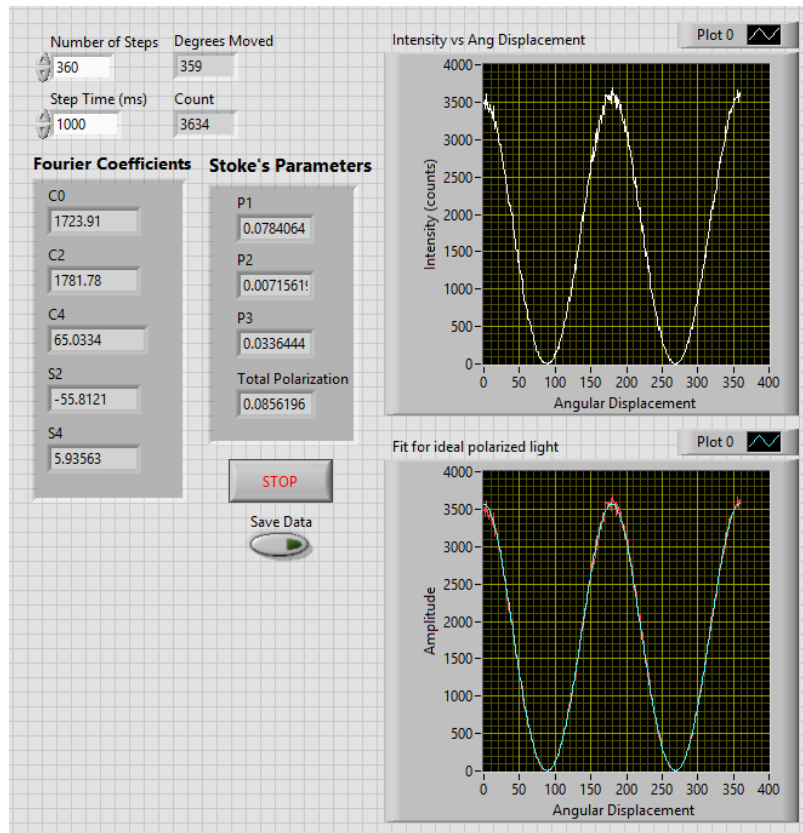 Number of Steps
360
Degrees Moved
359
Step Time (ms)
1000
Count
3634
Fourier Coefficients
C0
1723.91
C2
1781.78
C4
65.0334
S2
-55.8121
S4
5.93563
Stoke's Parameters
P1
0.0784064
P2
P3
0.0336444
Total Polarization
0.0856196
STOP
Save Data
Intensity vs Ang Displacement
Plot 0
Intensity (counts)
4000
3500
3000
2500
2000
1500
1000
500
0
0 50 100 150 200 250 300 350 400
Angular Displacement
Fit for ideal polarized light
Plot 0
Amplitude
4000
3500
3000
2500
2000
1500
1000
500
0
0 50 100 150 200 250 300 350 400
Angular Displacement